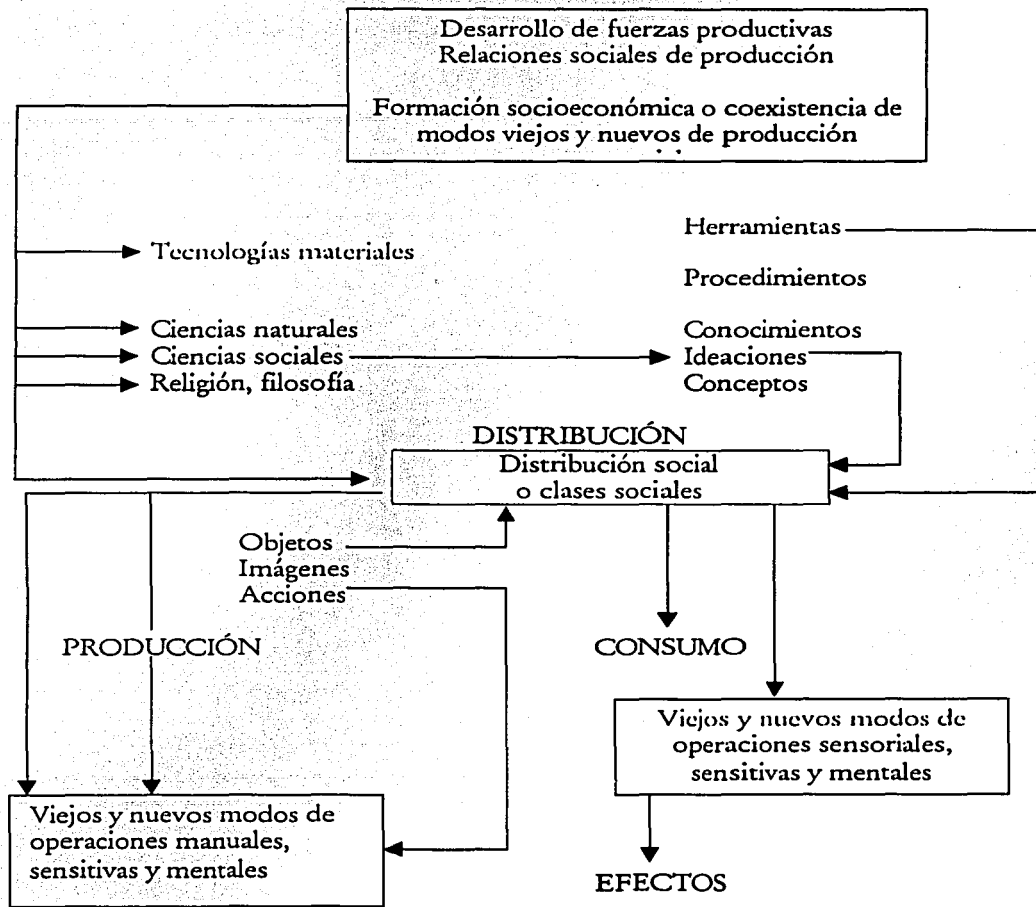 Desarrollo de fuerzas productivas
Relaciones sociales de producción
Formación socioeconómica o coexistencia de
modos viejos y nuevos de producción
Herramientas
Tecnologías materiales
Procedimientos
Ciencias naturales
Conocimientos
Ciencias sociales
Ideaciones
Religión, filosofía
Conceptos
DISTRIBUCIÓN
Distribución social
o clases sociales
Objetos
Imágenes
Acciones
PRODUCCIÓN
CONSUMO
Viejos y nuevos modos de
operaciones sensoriales,
sensitivas y mentales
Viejos y nuevos modos de
operaciones manuales,
sensitivas y mentales
EFECTOS